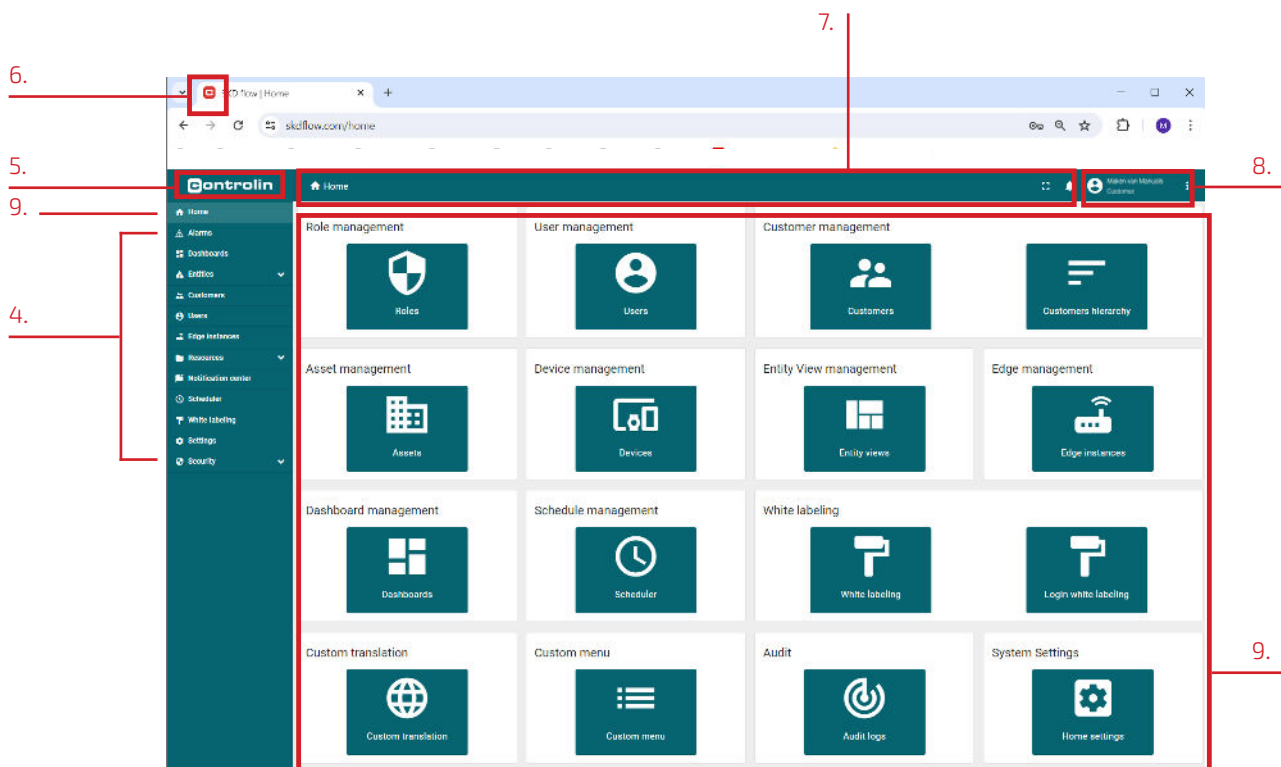 7.
6.
SKD flow | Home
skdflow.com/home
M
5.
Controlin
Home
Customer
8.
9.
Home
Alarms
Dashboards
Entities
Customers
Users
Edge instances
Resources
Notification center
Scheduler
White labeling
Settings
Security
4.
Role management
User management
Customer management
Roles
Users
Customers
Customers hierarchy
Asset management
Device management
Entity View management
Edge management
Assets
Devices
Entity views
Edge instances
Dashboard management
Schedule management
White labeling
Dashboards
Scheduler
White labeling
Login white labeling
Custom translation
Custom menu
Audit
System Settings
9.
Custom translation
Custom menu
Audit logs
Home settings